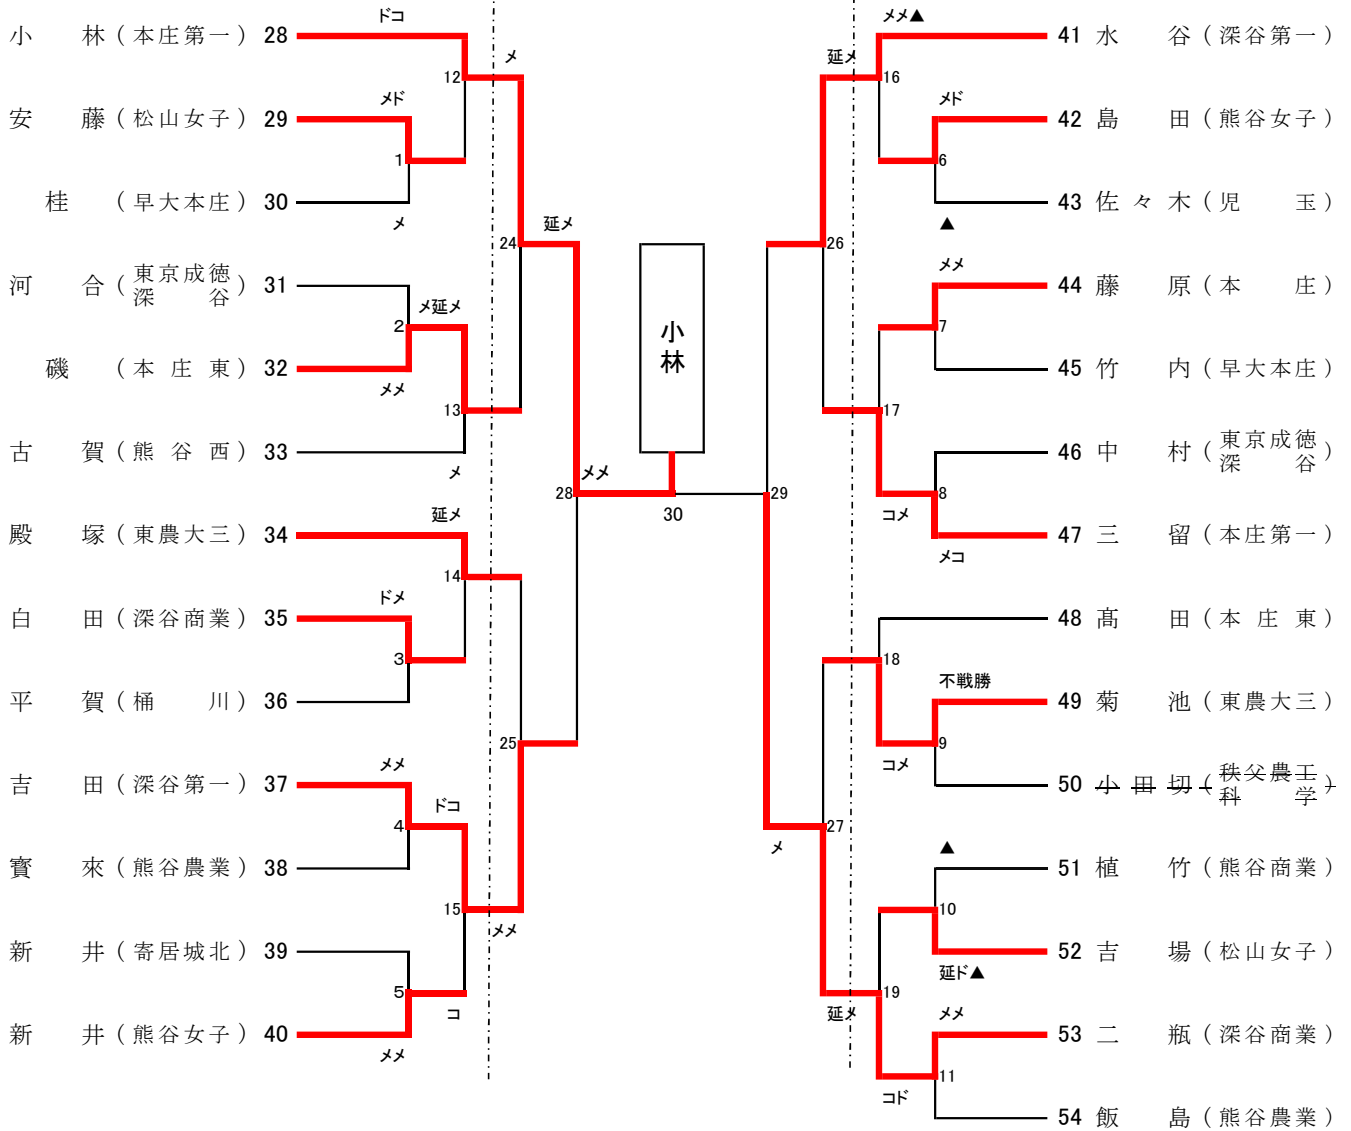 ドコ
メメ▲
小 林 (本庄第一) 28
41 水 谷 (深谷第一)
メ
延メ
12
16
メド
メド
安 藤 (松山女子) 29
42 島 田 (熊谷女子)
1
6
桂 (早大本庄) 30
43 佐々木 (児 玉)
メ
▲
延メ
24
26
メメ
河 合 (東京成徳深谷) 31
44 藤 原 (本 庄)
メ延メ
2
7
小林
磯 (本庄東) 32
45 竹 内 (早大本庄)
メメ
13
17
古 賀 (熊谷西) 33
46 中 村 (東京成徳深谷)
メ
メメ
28
29
8
30
延メ
コメ
殿 塚 (東農大三) 34
47 三 留 (本庄第一)
メコ
14
ドメ
白 田 (深谷商業) 35
48 髙 田 (本庄東)
3
18
不戦勝
平 賀 (桶 川) 36
49 菊 池 (東農大三)
25
9
メメ
コメ
吉 田 (深谷第一) 37
50 小田切 (秩父農工科学)
ドコ
4
27
メ
▲
寳 來 (熊谷農業) 38
51 植 竹 (熊谷商業)
15
10
メメ
新 井 (寄居城北) 39
52 吉 場 (松山女子)
延ド▲
5
19
コ
延メ
メメ
新 井 (熊谷女子) 40
53 二 瓶 (深谷商業)
メメ
11
コド
54 飯 島 (熊谷農業)